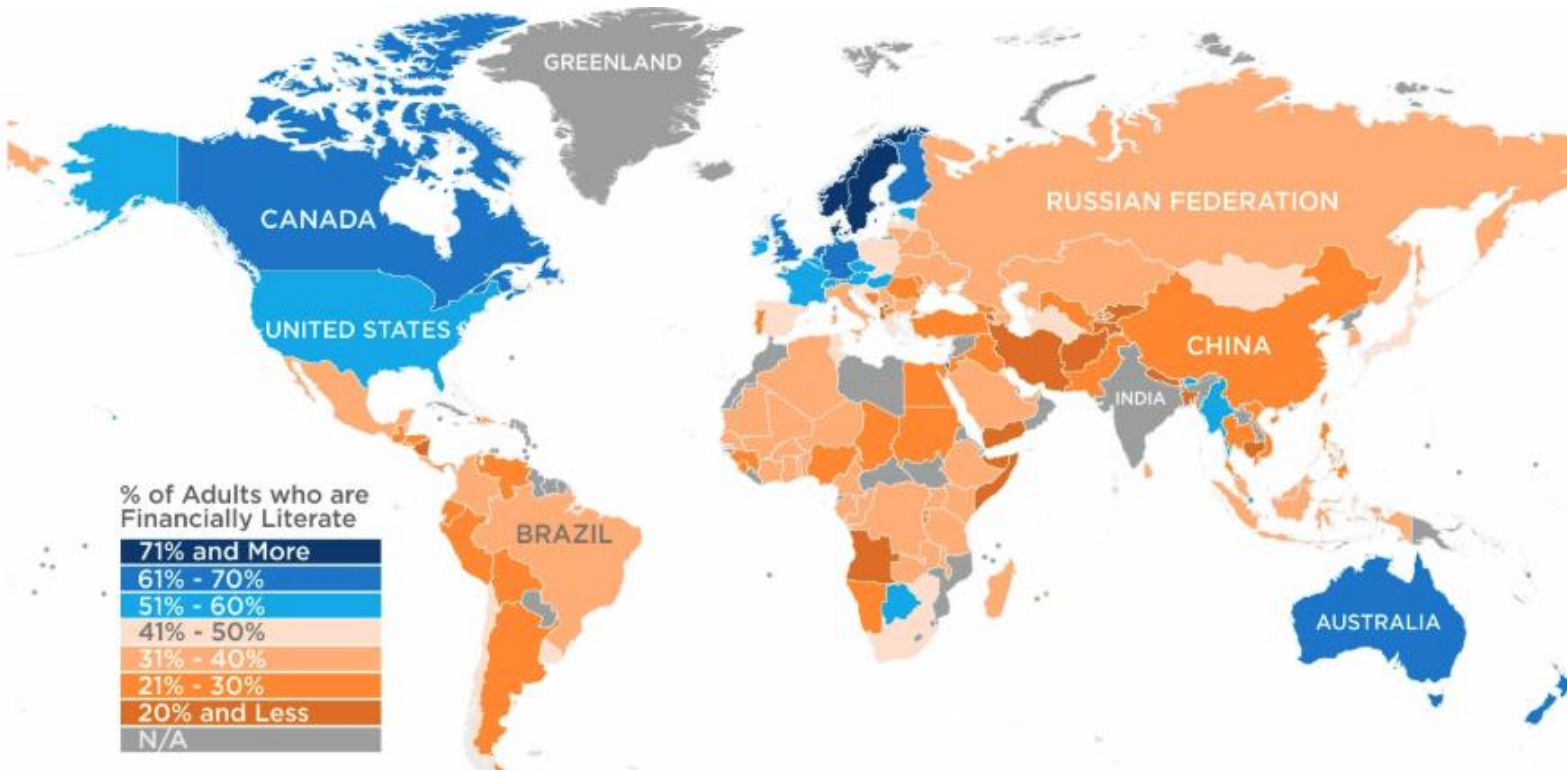 GREENLAND
CANADA
RUSSIAN FEDERATION
UNITED STATES
CHINA
INDIA
BRAZIL
AUSTRALIA
% of Adults who are
Financially Literate
71% and More
61% - 70%
51% - 60%
41% - 50%
31% - 40%
21% - 30%
20% and Less
N/A